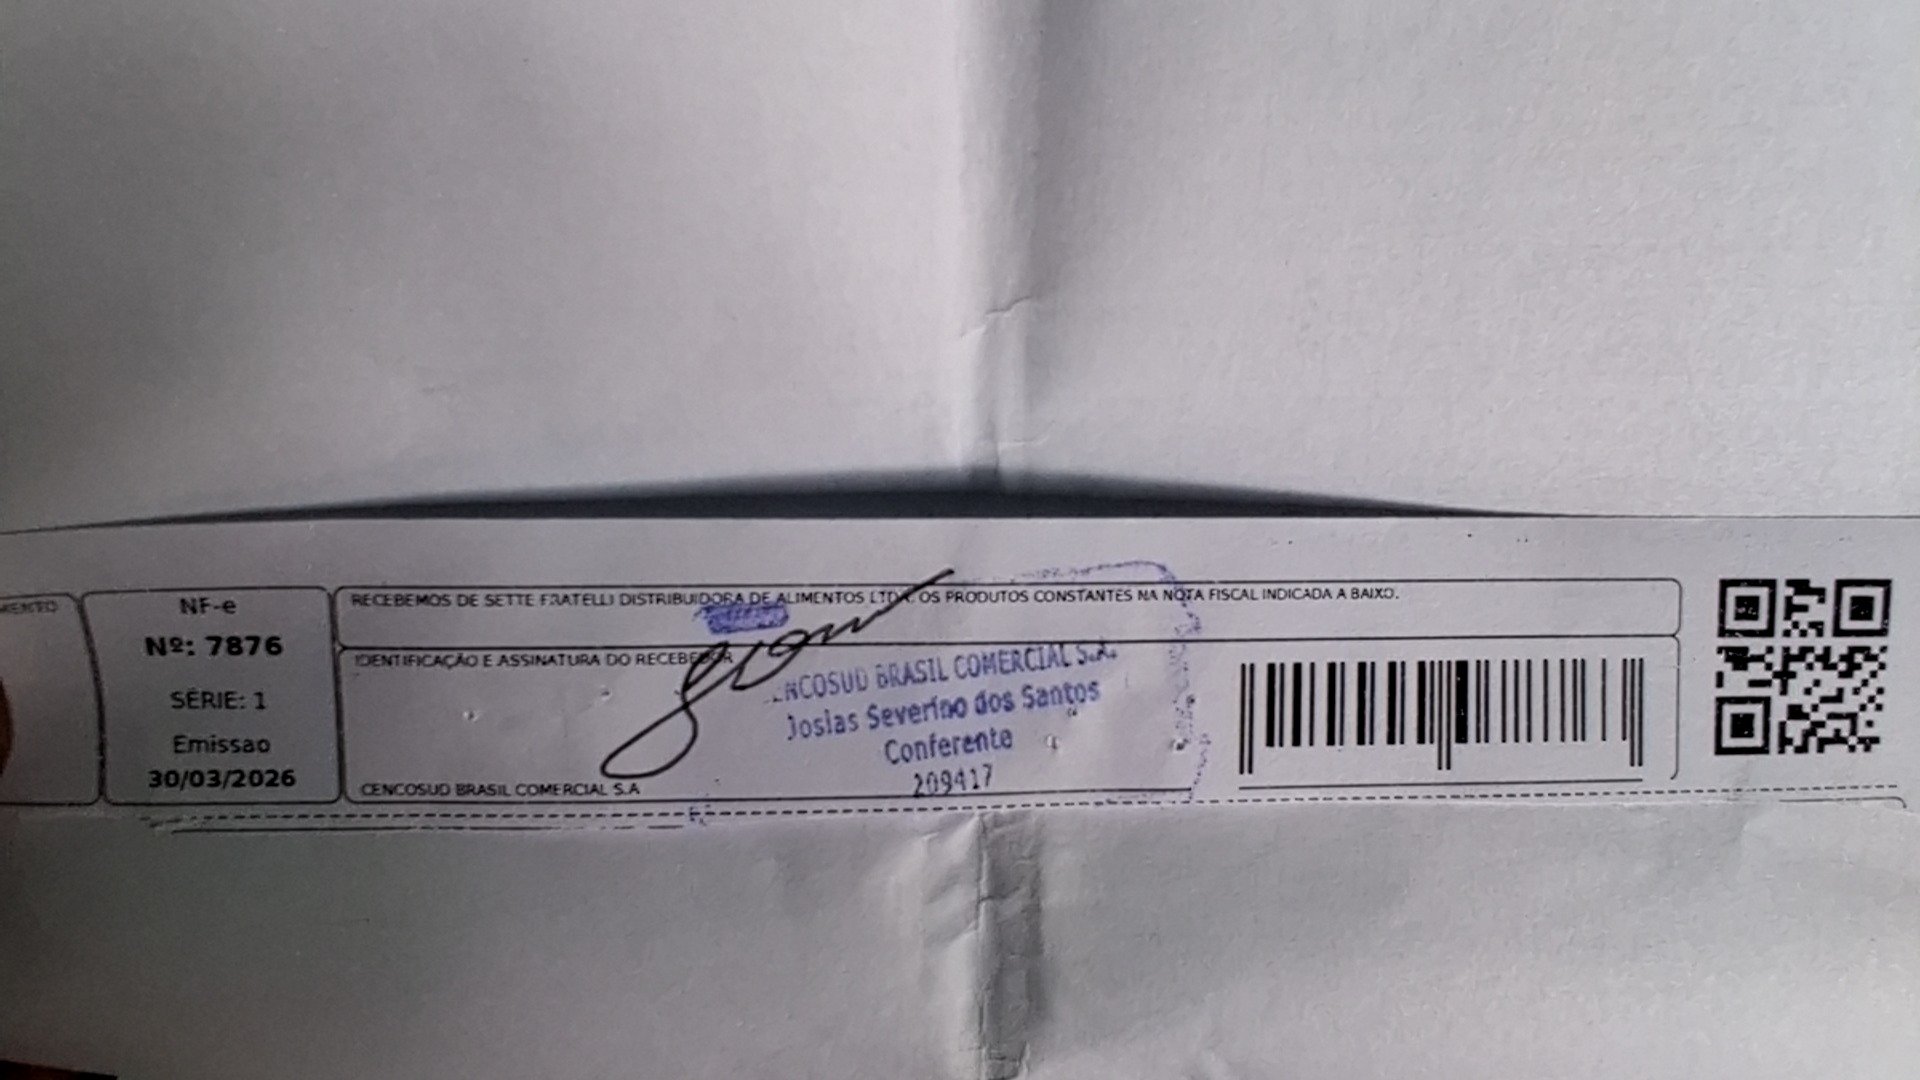 NF-e
Nº: 7876
SÉRIE: 1
Emissao
30/03/2026
RECEBEMOS DE SETTE FRATELLI DISTRIBUIDORA DE ALIMENTOS LTDA. OS PRODUTOS CONSTANTES NA NOTA FISCAL INDICADA A BAIXO.
IDENTIFICAÇÃO E ASSINATURA DO RECEBEDOR
CENCOSUD BRASIL COMERCIAL S.A
ENCOSUD BRASIL COMERCIAL S.A.
Josias Severino dos Santos
Conferente
209417